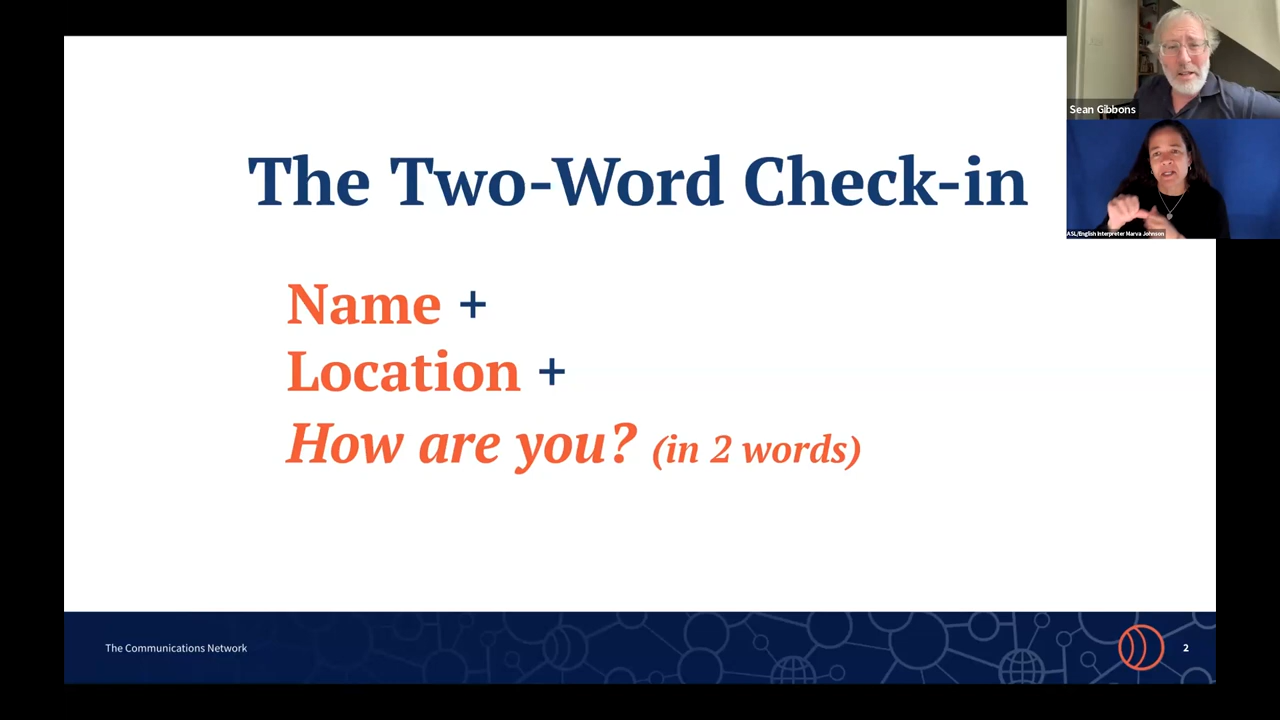 The Two-Word Check-in
Name +
Location +
How are you? (in 2 words)
The Communications Network
2
Sean Gibbons
ASL/English Interpreter Marva Johnson